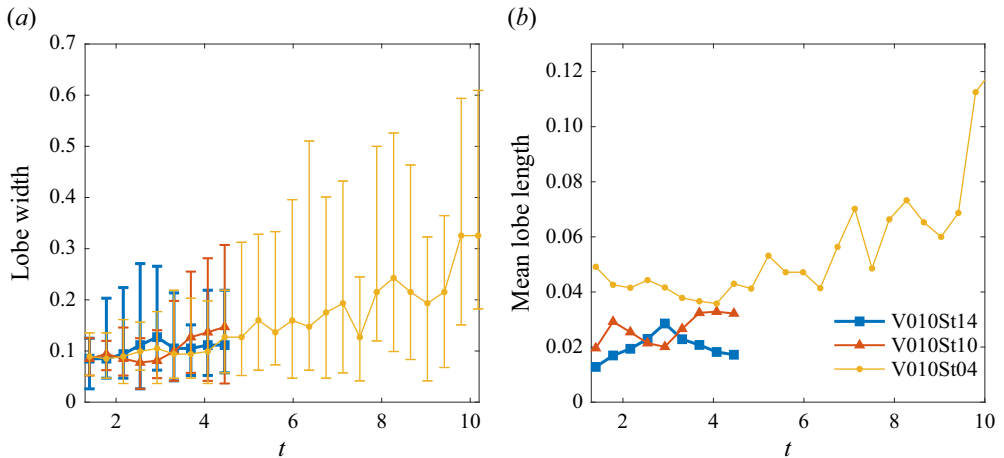 (a)
0.7
0.6
0.5
0.4
0.3
0.2
0.1
0
Lobe width
2 4 6 8 10
t
(b)
0.12
0.10
0.08
0.06
0.04
0.02
0
Mean lobe length
V010St14
V010St10
V010St04
2 4 6 8 10
t